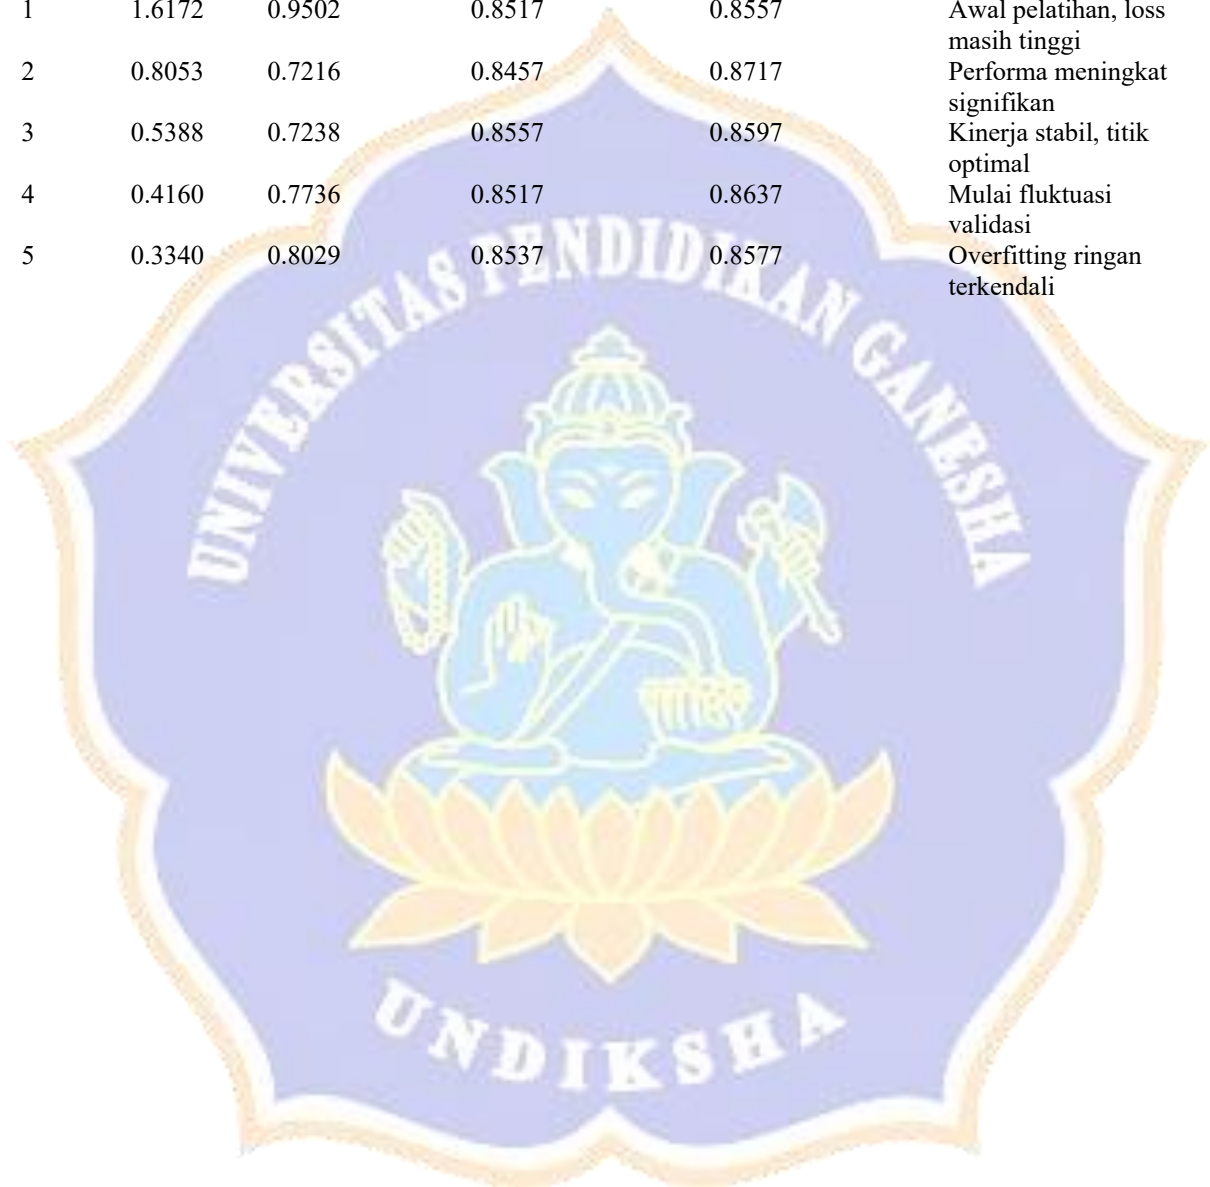 1 1.6172 0.9502 0.8517 0.8557 Awal pelatihan, loss
masih tinggi
2 0.8053 0.7216 0.8457 0.8717 Performa meningkat
signifikan
3 0.5388 0.7238 0.8557 0.8597 Kinerja stabil, titik
optimal
4 0.4160 0.7736 0.8517 0.8637 Mulai fluktuasi
validasi
5 0.3340 0.8029 0.8537 0.8577 Overfitting ringan
terkendali
UNIVERSITAS PENDIDIKAN GANESHA
UNDIKSHA